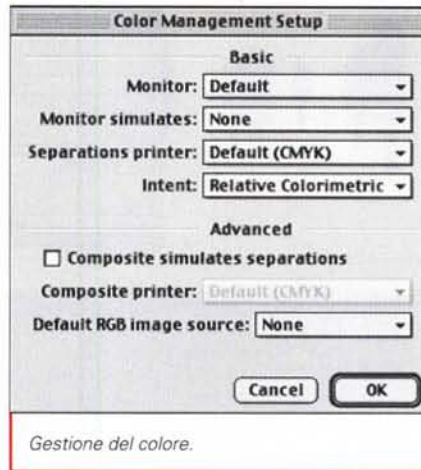 Color Management Setup
Basic
Monitor: Default
Monitor simulates: None
Separations printer: Default (CMYK)
Intent: Relative Colorimetric
Advanced
Composite simulates separations
Composite printer: Default (CMYK)
Default RGB image source: None
Cancel OK
Gestione del colore.